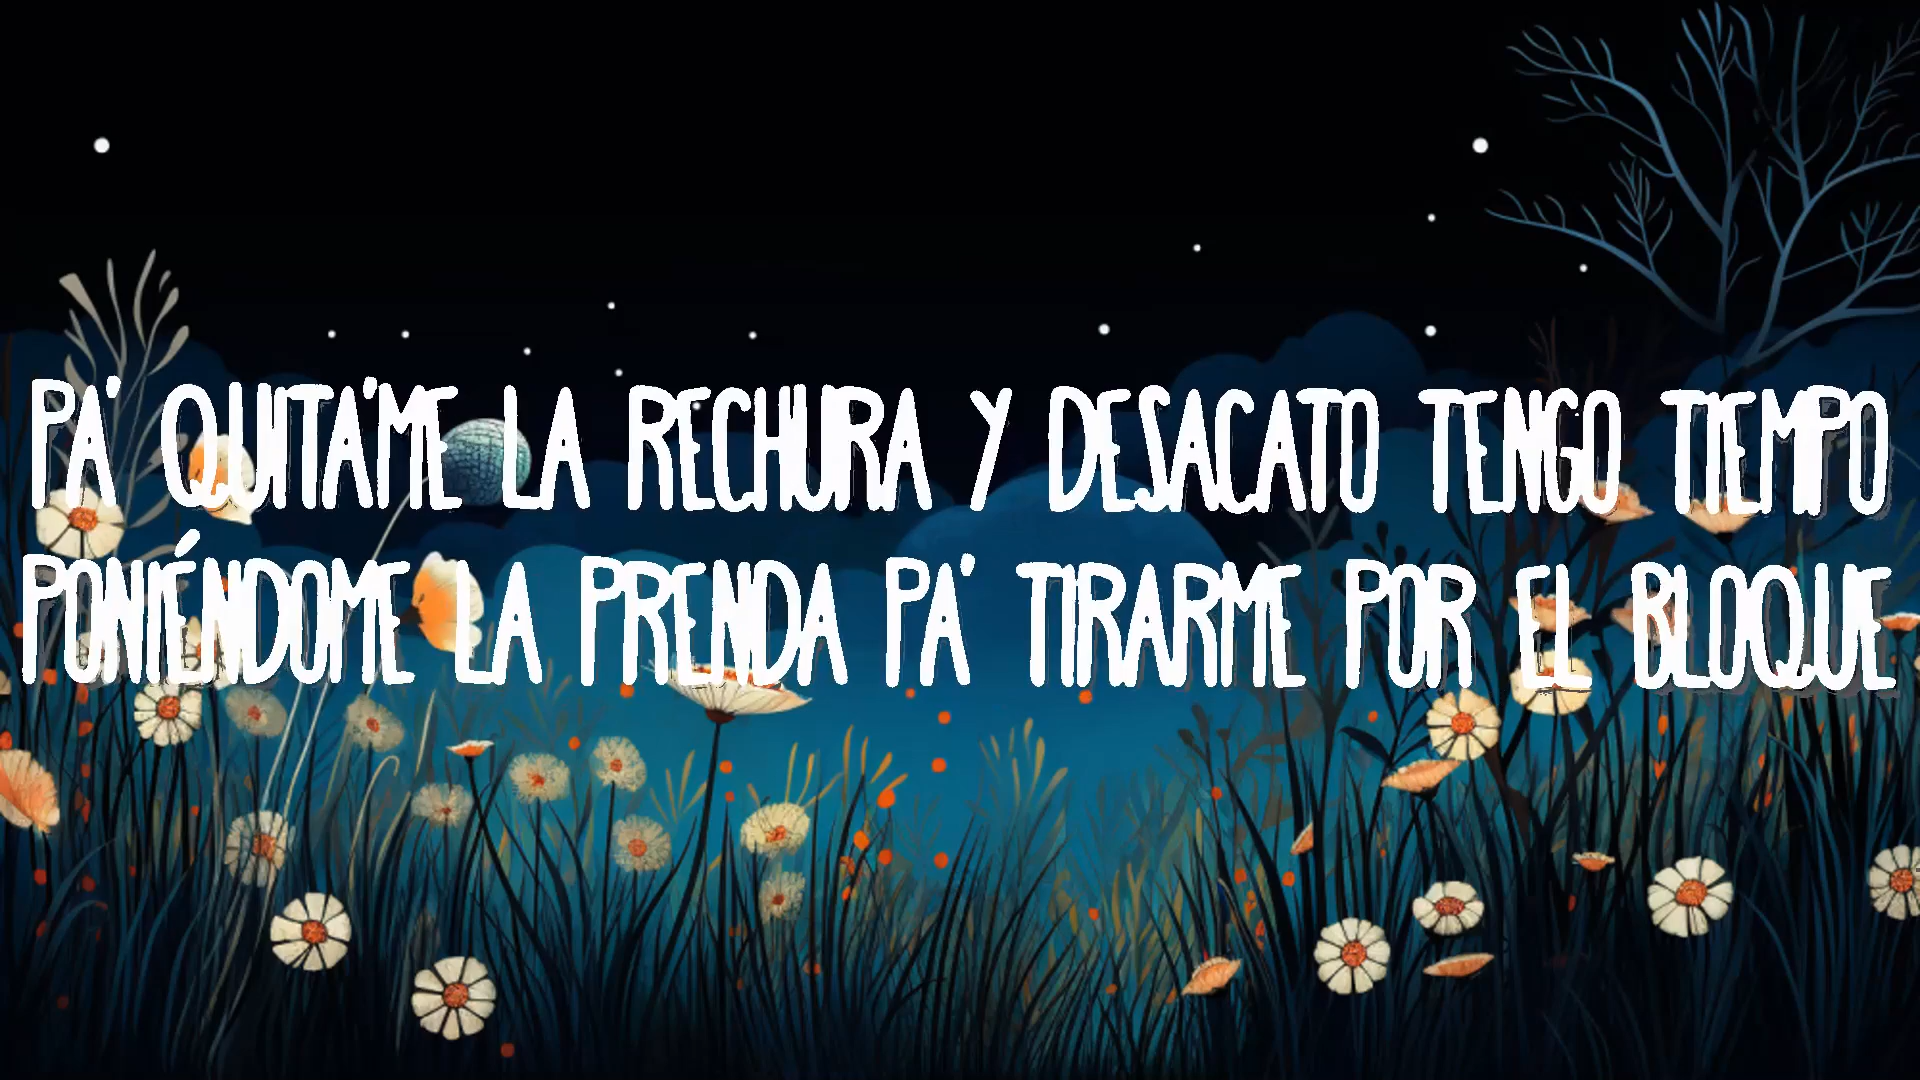 PA' QUITA'ME LA RECHURA Y DESACATO TENGO TIEMPO
PONIÉNDOME LA PRENDA PA' TIRARME POR EL BLOQUE